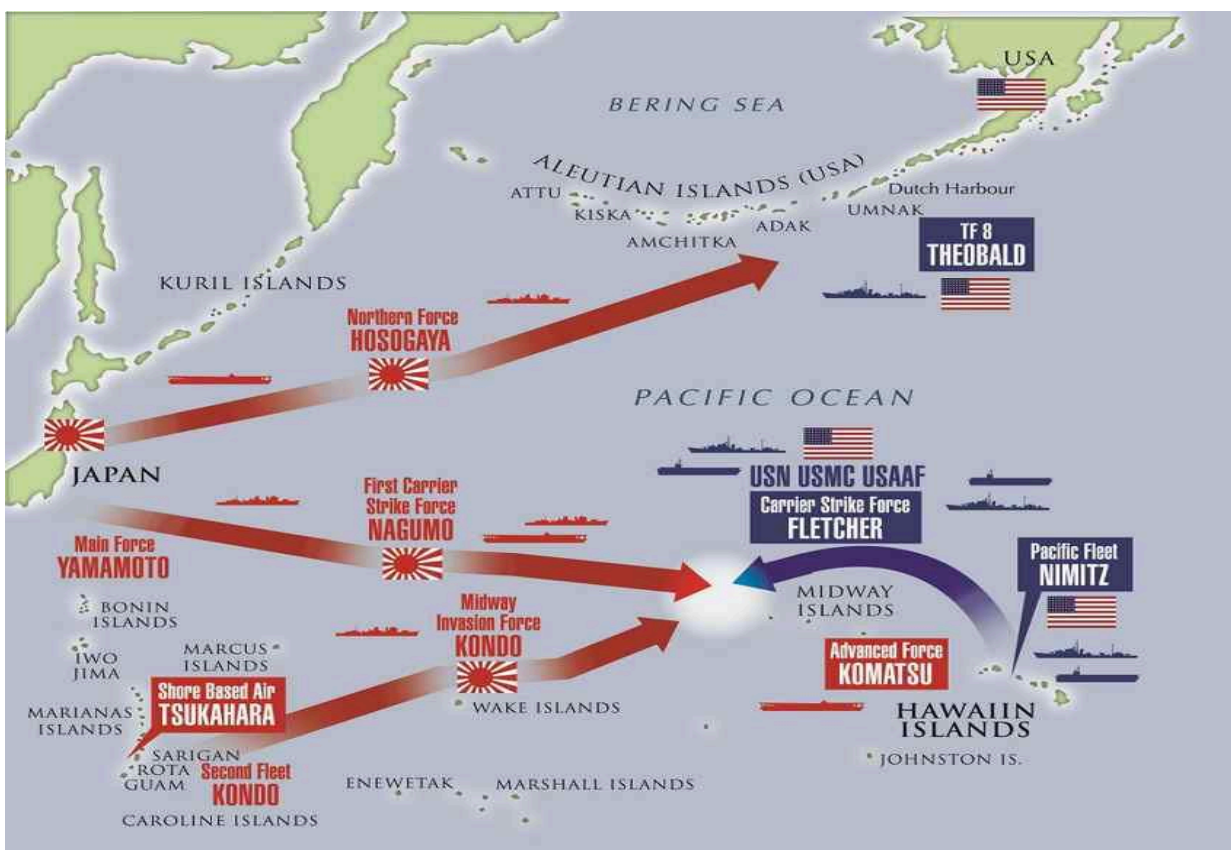 USA
BERING SEA
ALEUTIAN ISLANDS (USA)
ATTU
KISKA
AMCHITKA
ADAK
UMNAK
Dutch Harbour
TF 8
THEOBALD
KURIL ISLANDS
Northern Force
HOSOGAYA
PACIFIC OCEAN
JAPAN
USN USMC USAAF
Carrier Strike Force
FLETCHER
First Carrier
Strike Force
NAGUMO
Main Force
YAMAMOTO
Pacific Fleet
NIMITZ
MIDWAY
ISLANDS
BONIN
ISLANDS
Midway
Invasion Force
KONDO
IWO
JIMA
MARCUS
ISLANDS
Advanced Force
KOMATSU
Shore Based Air
TSUKAHARA
MARIANAS
ISLANDS
WAKE ISLANDS
HAWAIIN
ISLANDS
SARIGAN
ROTA
GUAM
Second Fleet
KONDO
JOHNSTON IS.
ENEWETAK
MARSHALL ISLANDS
CAROLINE ISLANDS